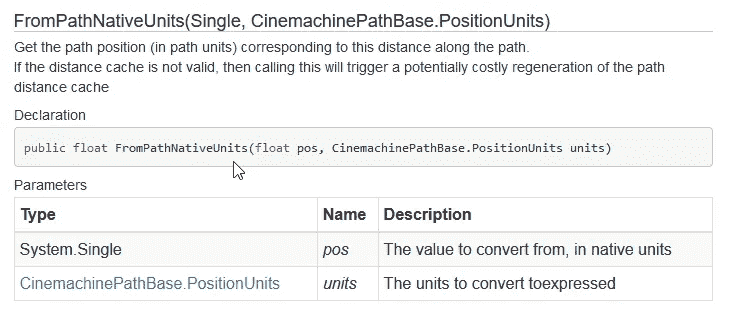 FromPathNativeUnits(Single, CinemachinePathBase.PositionUnits)
Get the path position (in path units) corresponding to this distance along the path.
If the distance cache is not valid, then calling this will trigger a potentially costly regeneration of the path
distance cache
Declaration
public float FromPathNativeUnits(float pos, CinemachinePathBase.PositionUnits units)
Parameters
Type Name Description
System.Single pos The value to convert from, in native units
CinemachinePathBase.PositionUnits units The units to convert toexpressed